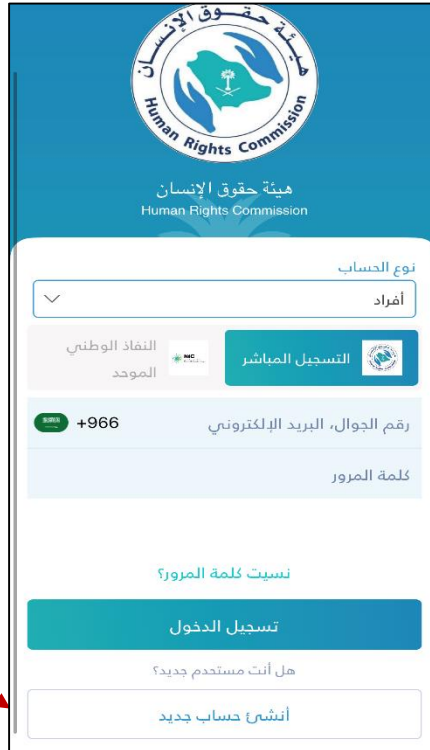 هيئة حقوق الإنسان
Human Rights Commission
هيئة حقوق الإنسان
Human Rights Commission
نوع الحساب
أفراد
التسجيل المباشر
النفاذ الوطني
الموحد
رقم الجوال، البريد الإلكتروني +966
كلمة المرور
نسيت كلمة المرور؟
تسجيل الدخول
هل أنت مستخدم جديد؟
أنشئ حساب جديد